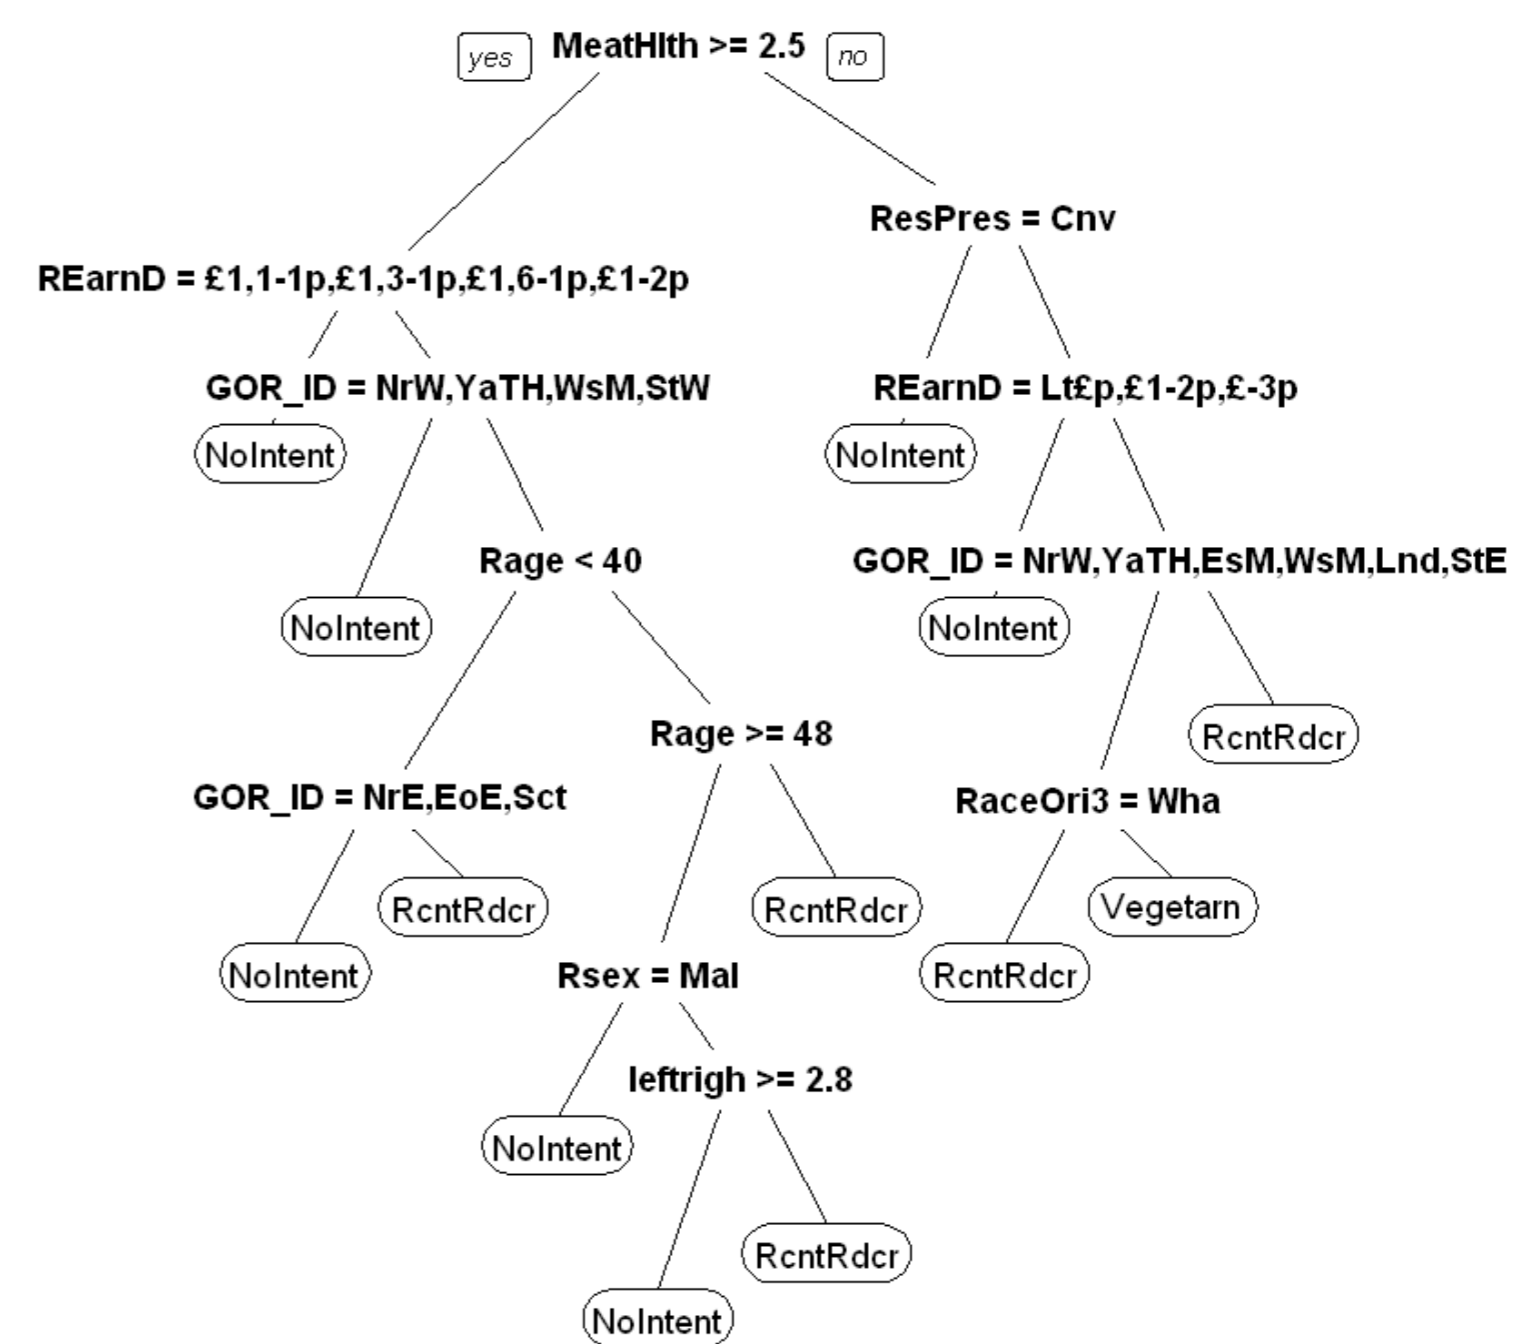 yes MeatHlth >= 2.5 no
ResPres = Cnv
REarnD = £1,1-1p,£1,3-1p,£1,6-1p,£1-2p
GOR_ID = NrW,YaTH,WsM,StW
REarnD = Lt£p,£1-2p,£-3p
NoIntent
NoIntent
Rage < 40
GOR_ID = NrW,YaTH,EsM,WsM,Lnd,StE
NoIntent
NoIntent
Rage >= 48
RcntRdcr
GOR_ID = NrE,EoE,Sct
RaceOri3 = Wha
RcntRdcr
RcntRdcr
Vegetarn
NoIntent
Rsex = Mal
RcntRdcr
leftrigh >= 2.8
NoIntent
RcntRdcr
NoIntent